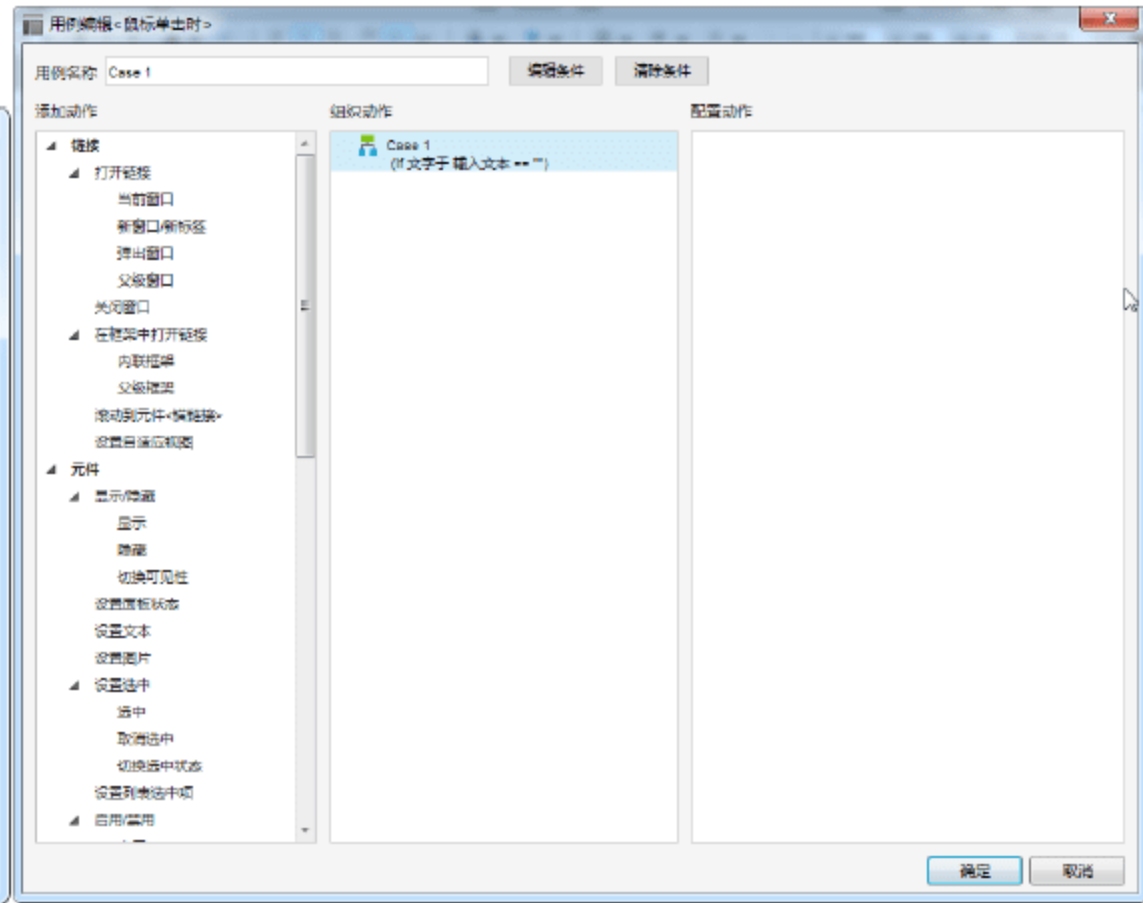 用例编辑<鼠标单击时>
用例名称 Case 1 编辑条件 清除条件
添加动作 组织动作 配置动作
链接
打开链接
当前窗口
新窗口/新标签
弹出窗口
父级窗口
关闭窗口
在框架中打开链接
内联框架
父级框架
滚动到元件<锚链接>
设置自适应视图
元件
显示/隐藏
显示
隐藏
切换可见性
设置面板状态
设置文本
设置图片
设置选中
选中
取消选中
切换选中状态
设置列表选中项
启用/禁用
Case 1
(If 文字于 输入文本 == "")
确定 取消